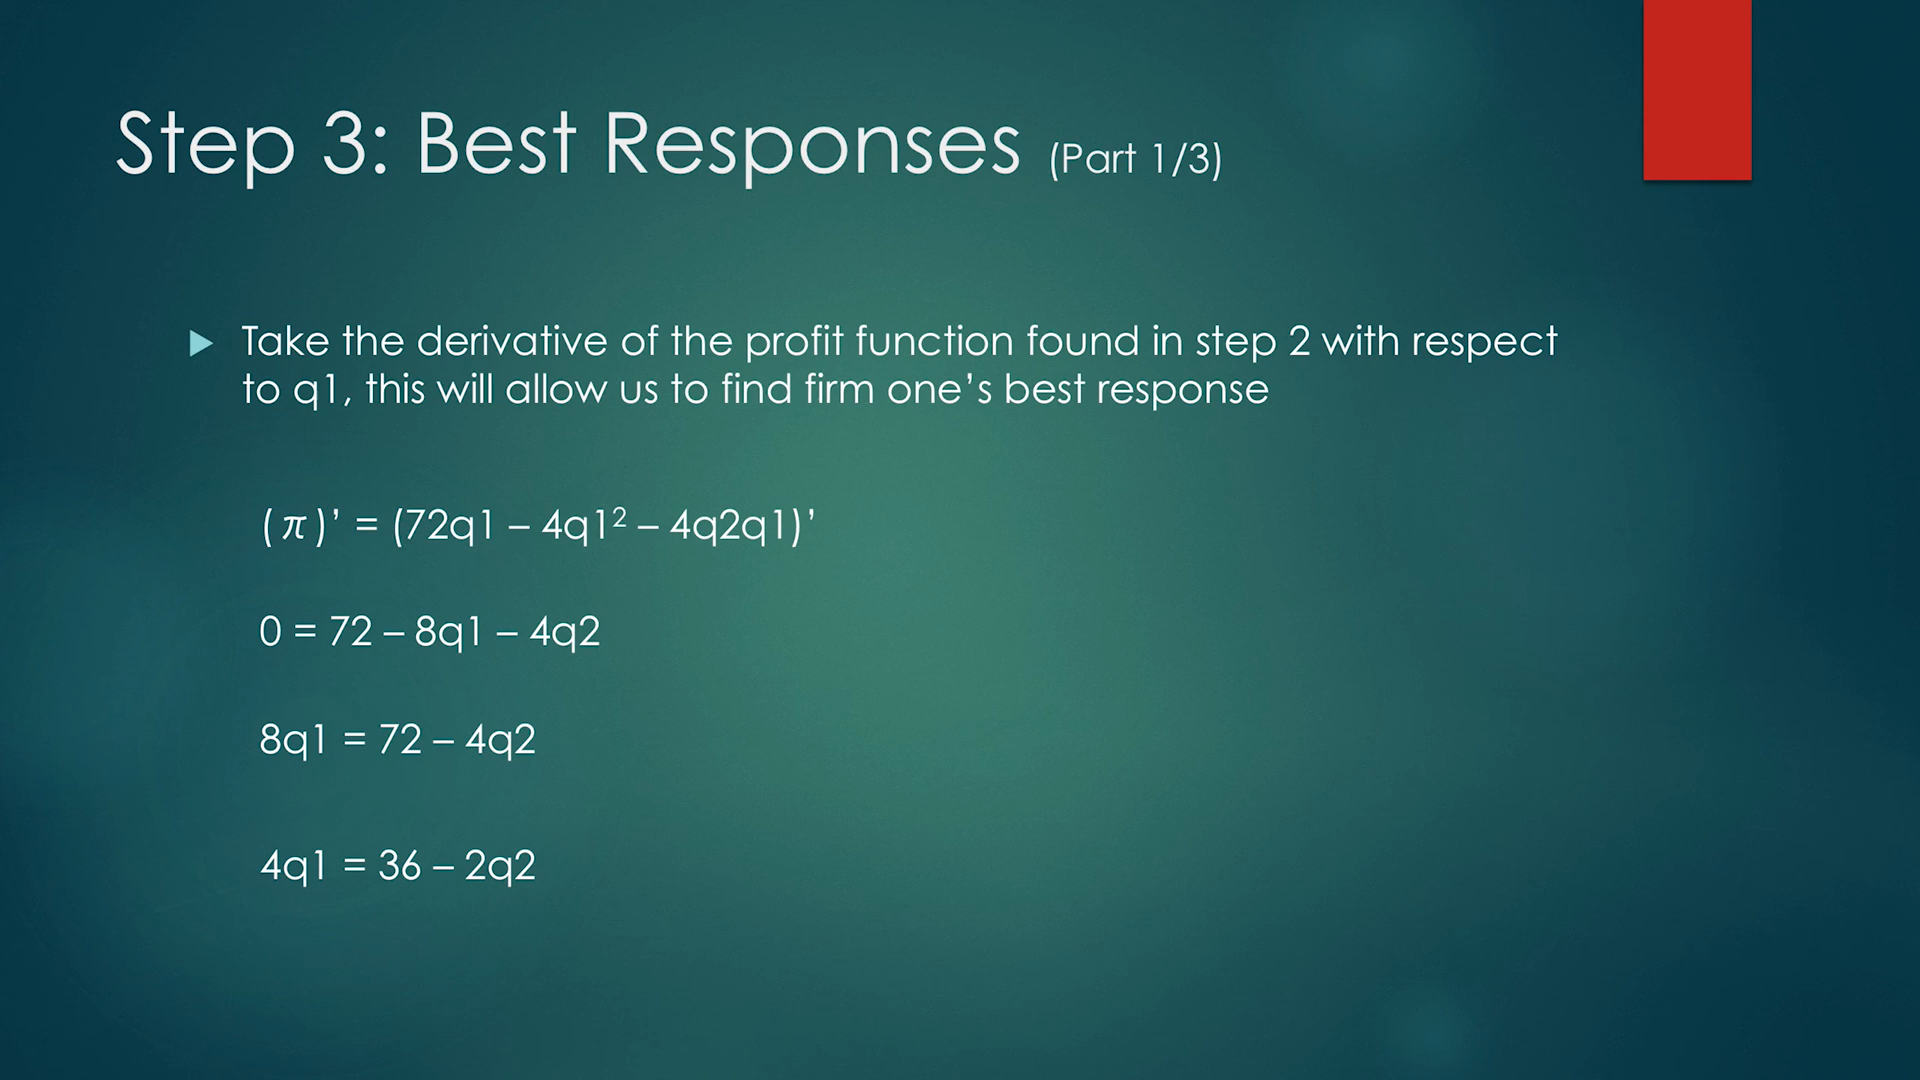 Step 3: Best Responses (Part 1/3)
Take the derivative of the profit function found in step 2 with respect
to q1, this will allow us to find firm one’s best response
( π )’ = (72q1 – 4q1² – 4q2q1)’
0 = 72 – 8q1 – 4q2
8q1 = 72 – 4q2
4q1 = 36 – 2q2